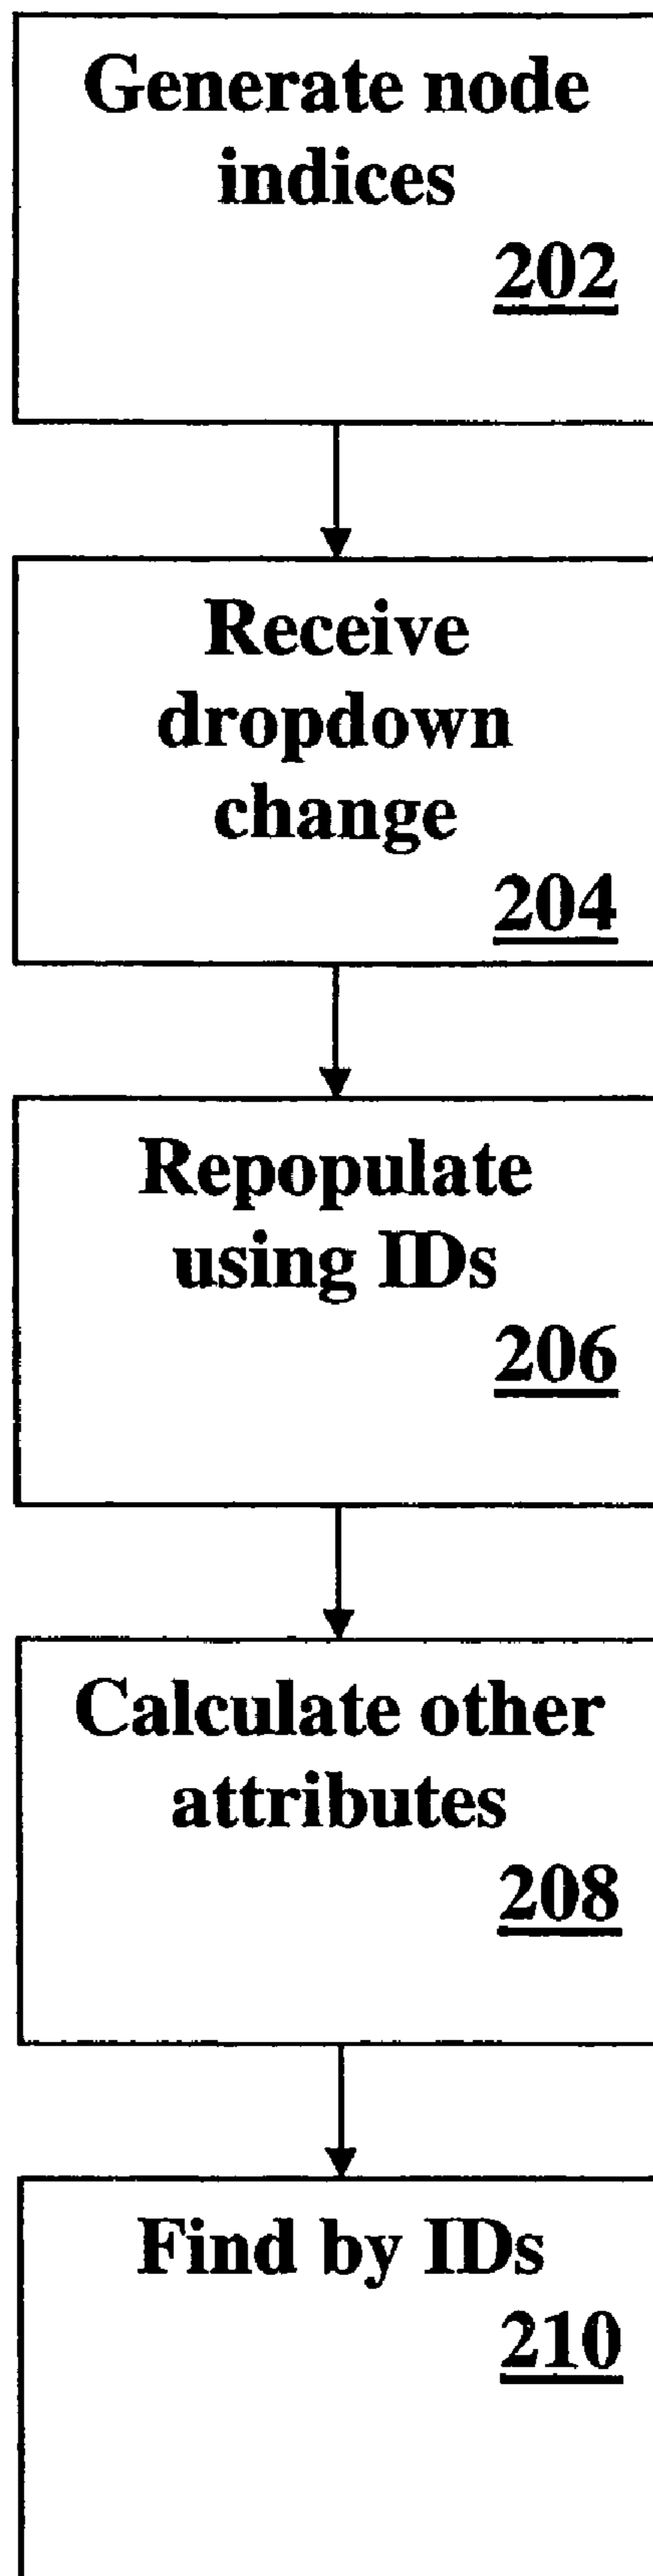 Generate node
indices
202
Receive
dropdown
change
204
Repopulate
using IDs
206
Calculate other
attributes
208
Find by IDs
210